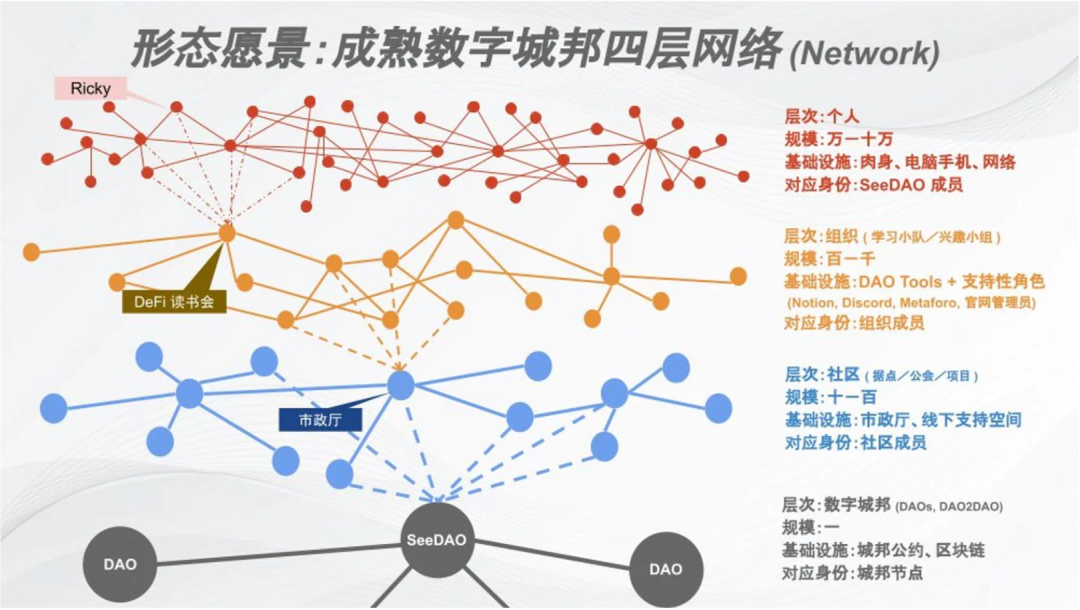 形态愿景：成熟数字城邦四层网络 (Network)
Ricky
层次：个人
规模：万一十万
基础设施：肉身、电脑手机、网络
对应身份：SeeDAO 成员
层次：组织 ( 学习小队／兴趣小组 )
规模：百一千
基础设施：DAO Tools + 支持性角色
(Notion, Discord, Metaforo, 官网管理员)
对应身份：组织成员
DeFi 读书会
层次：社区 ( 据点／公会／项目 )
规模：十一百
基础设施：市政厅、线下支持空间
对应身份：社区成员
市政厅
层次：数字城邦 (DAOs, DAO2DAO)
规模：一
基础设施：城邦公约、区块链
对应身份：城邦节点
SeeDAO
DAO
DAO